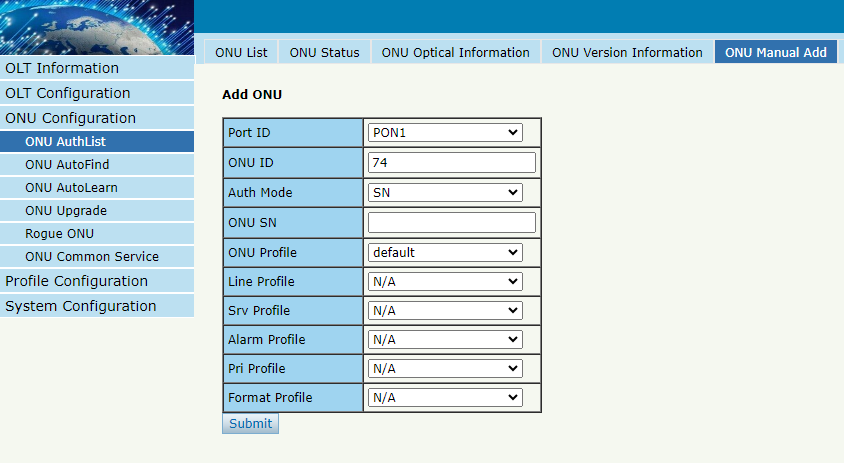 ONU List ONU Status ONU Optical Information ONU Version Information ONU Manual Add
OLT Information
OLT Configuration
ONU Configuration
ONU AuthList
ONU AutoFind
ONU AutoLearn
ONU Upgrade
Rogue ONU
ONU Common Service
Profile Configuration
System Configuration
Add ONU
Port ID PON1
ONU ID 74
Auth Mode SN
ONU SN
ONU Profile default
Line Profile N/A
Srv Profile N/A
Alarm Profile N/A
Pri Profile N/A
Format Profile N/A
Submit